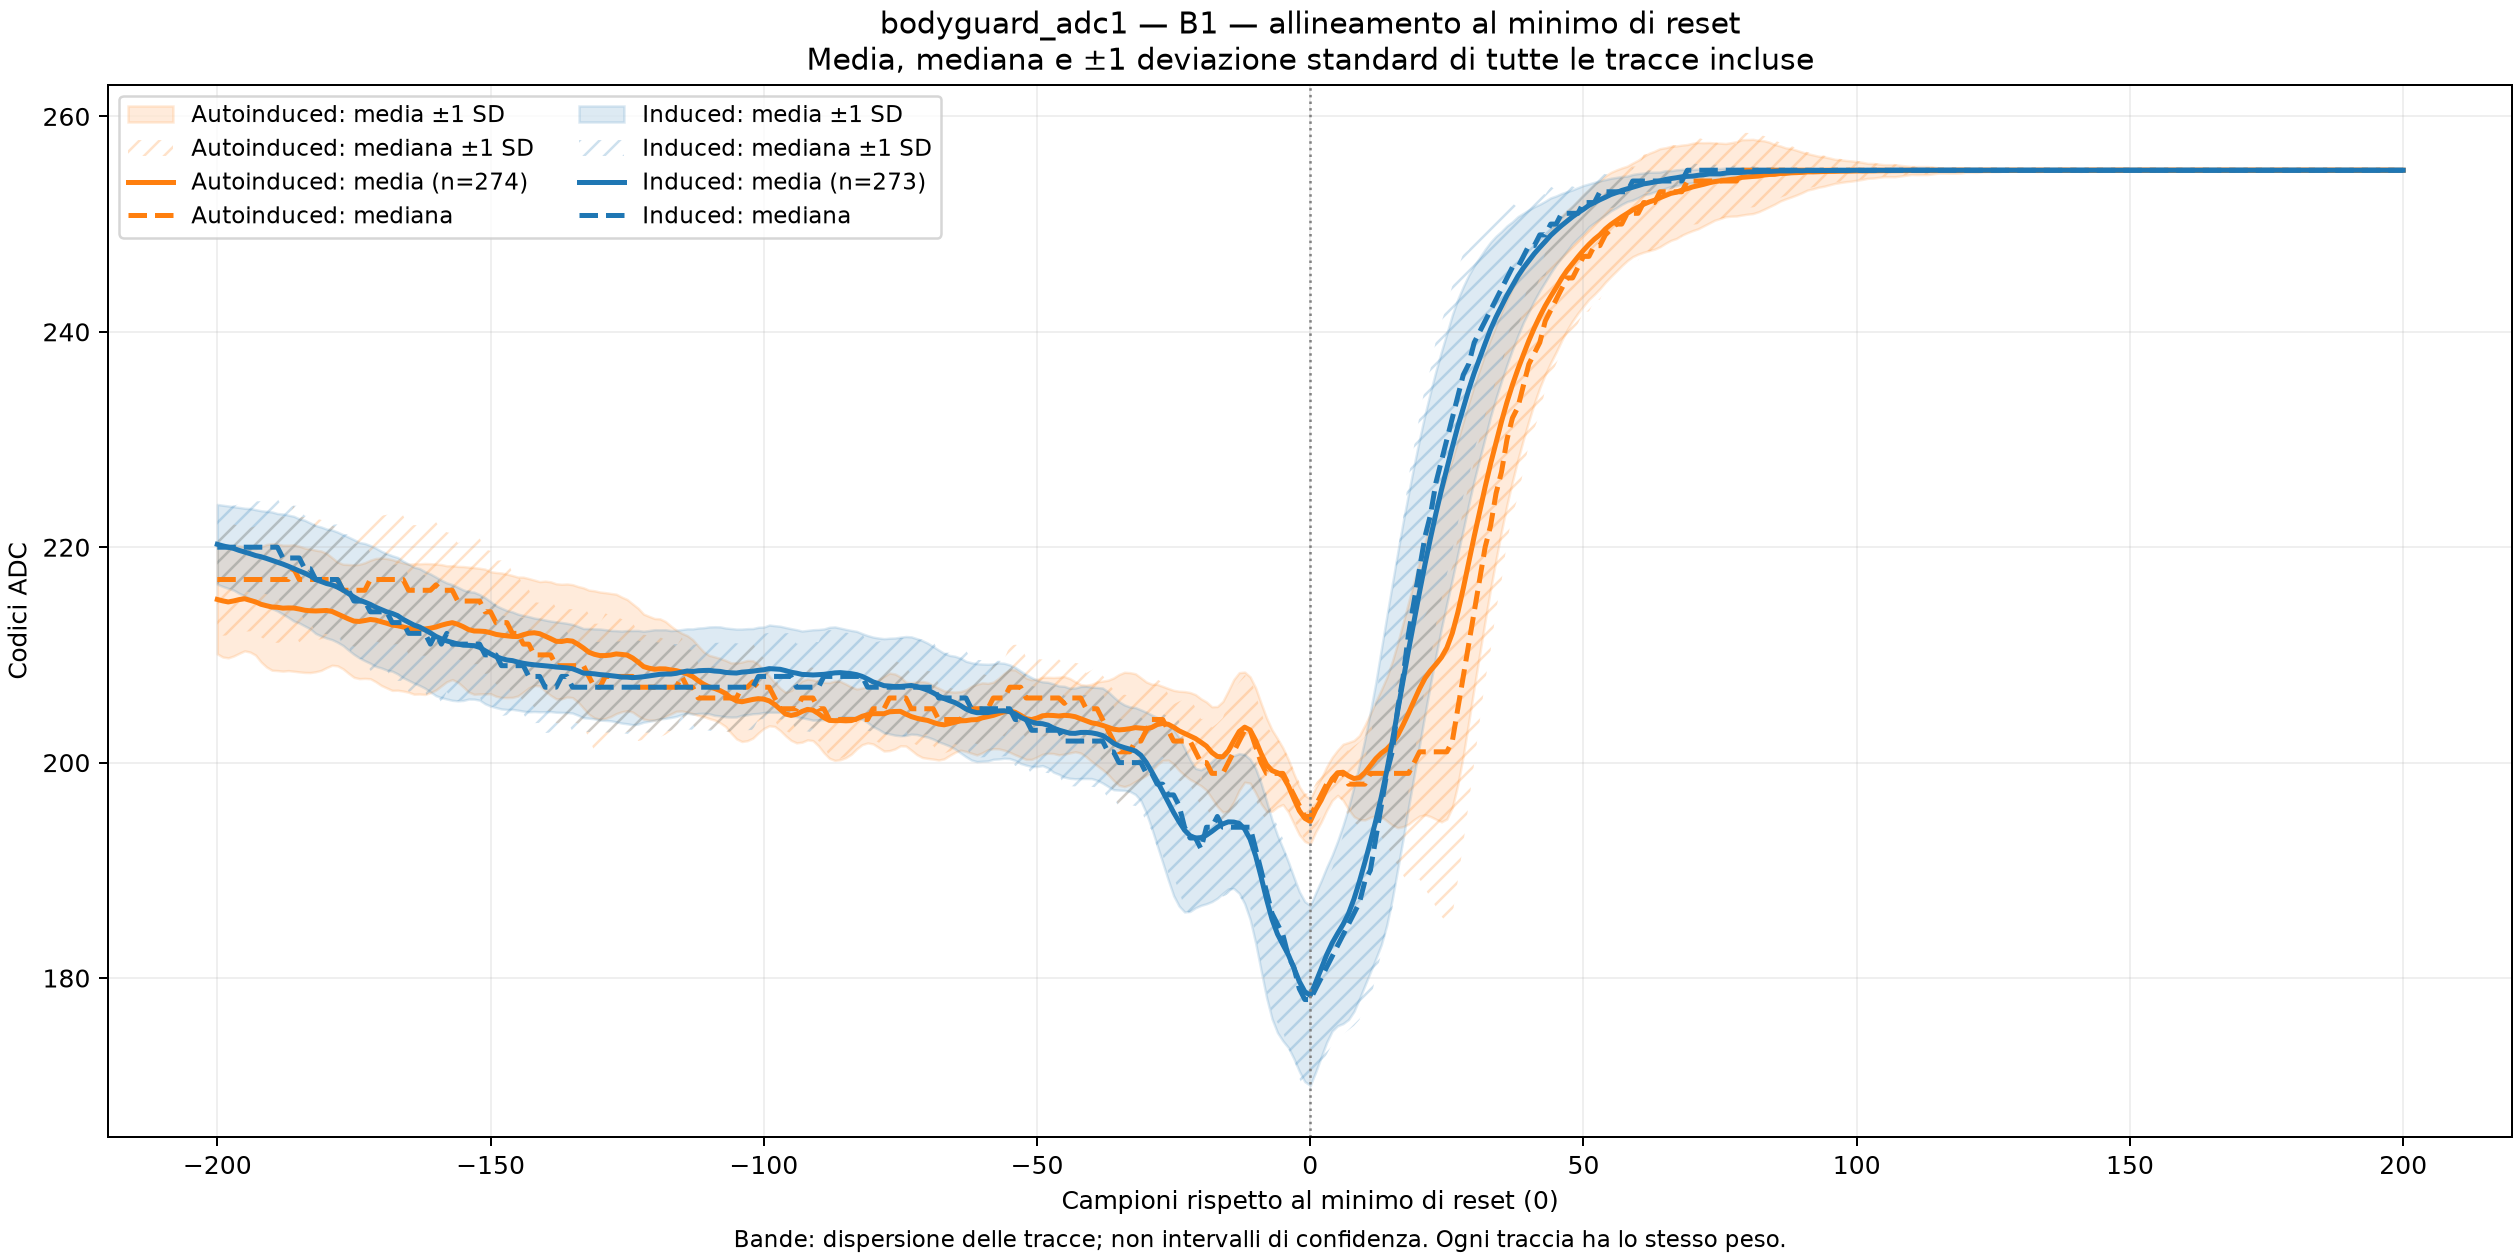 bodyguard_adc1 — B1 — allineamento al minimo di reset
Media, mediana e ±1 deviazione standard di tutte le tracce incluse
Autoinduced: media ±1 SD
Autoinduced: mediana ±1 SD
Autoinduced: media (n=274)
Autoinduced: mediana
Induced: media ±1 SD
Induced: mediana ±1 SD
Induced: media (n=273)
Induced: mediana
Codici ADC
260
240
220
200
180
−200
−150
−100
−50
0
50
100
150
200
Campioni rispetto al minimo di reset (0)
Bande: dispersione delle tracce; non intervalli di confidenza. Ogni traccia ha lo stesso peso.